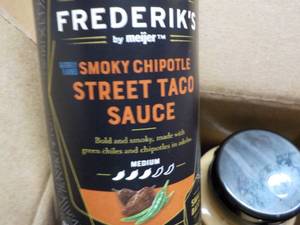 FREDERIK'S
by meijer™
SMOKY CHIPOTLE
STREET TACO
SAUCE
Bold and smoky, made with
green chiles and chipotles in adobo
MEDIUM